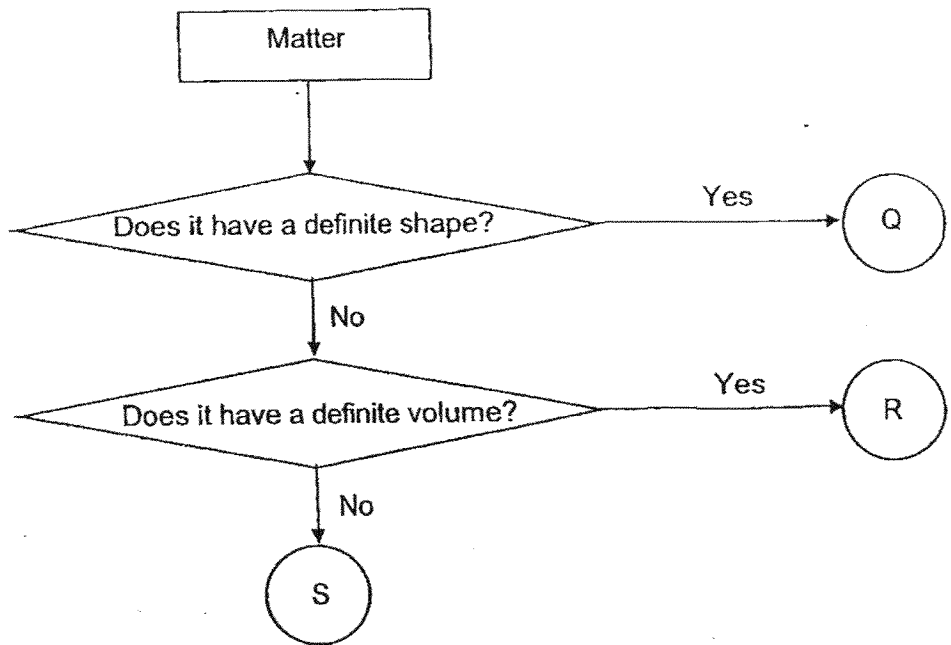 Matter
Does it have a definite shape?
Yes
Q
No
Does it have a definite volume?
Yes
R
No
S